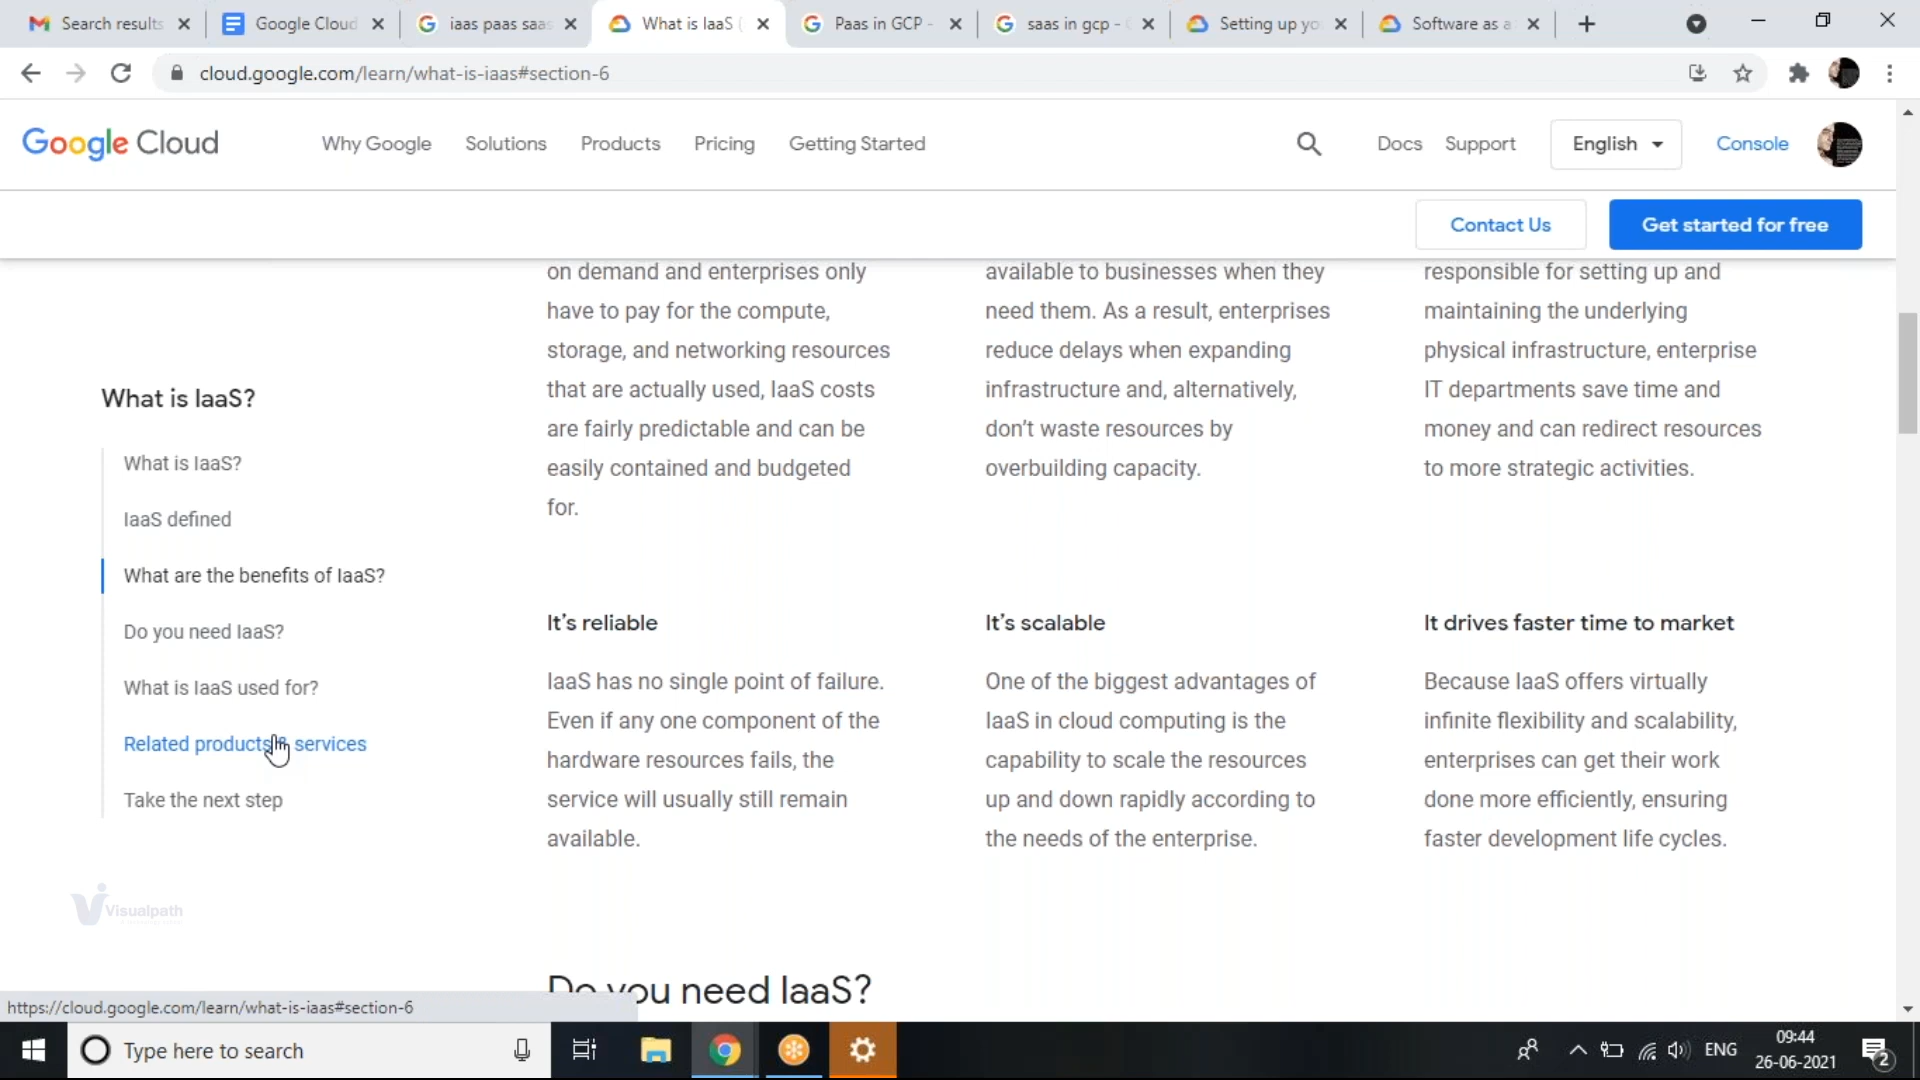 Search results
Google Cloud
iaas paas saas
What is IaaS
Paas in GCP -
saas in gcp -
Setting up yo
Software as a
cloud.google.com/learn/what-is-iaas#section-6
Google Cloud
Why Google
Solutions
Products
Pricing
Getting Started
Docs
Support
English
Console
Contact Us
Get started for free
What is IaaS?
What is IaaS?
IaaS defined
What are the benefits of IaaS?
Do you need IaaS?
What is IaaS used for?
Related products & services
Take the next step
on demand and enterprises only
have to pay for the compute,
storage, and networking resources
that are actually used, IaaS costs
are fairly predictable and can be
easily contained and budgeted
for.
available to businesses when they
need them. As a result, enterprises
reduce delays when expanding
infrastructure and, alternatively,
don't waste resources by
overbuilding capacity.
responsible for setting up and
maintaining the underlying
physical infrastructure, enterprise
IT departments save time and
money and can redirect resources
to more strategic activities.
It's reliable
IaaS has no single point of failure.
Even if any one component of the
hardware resources fails, the
service will usually still remain
available.
It's scalable
One of the biggest advantages of
IaaS in cloud computing is the
capability to scale the resources
up and down rapidly according to
the needs of the enterprise.
It drives faster time to market
Because IaaS offers virtually
infinite flexibility and scalability,
enterprises can get their work
done more efficiently, ensuring
faster development life cycles.
Visualpath
Do you need IaaS?
https://cloud.google.com/learn/what-is-iaas#section-6
Type here to search
ENG
09:44
26-06-2021
2